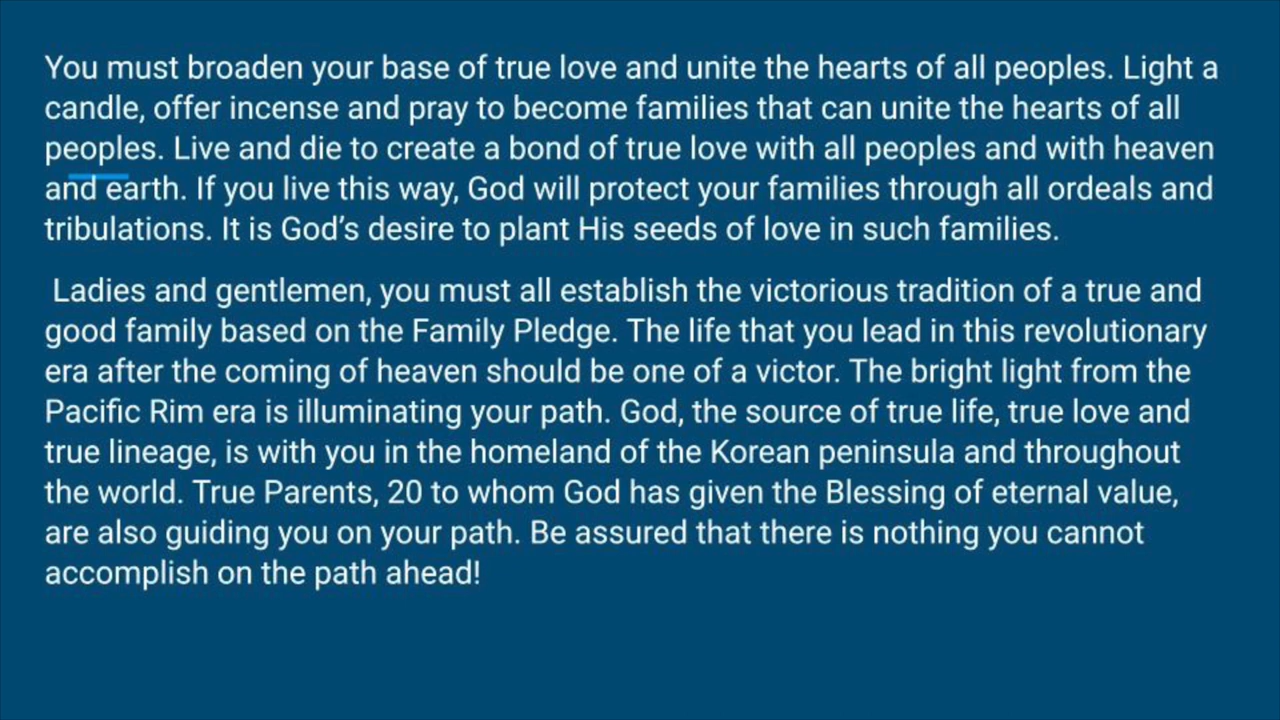 You must broaden your base of true love and unite the hearts of all peoples. Light a
candle, offer incense and pray to become families that can unite the hearts of all
peoples. Live and die to create a bond of true love with all peoples and with heaven
and earth. If you live this way, God will protect your families through all ordeals and
tribulations. It is God’s desire to plant His seeds of love in such families.
Ladies and gentlemen, you must all establish the victorious tradition of a true and
good family based on the Family Pledge. The life that you lead in this revolutionary
era after the coming of heaven should be one of a victor. The bright light from the
Pacific Rim era is illuminating your path. God, the source of true life, true love and
true lineage, is with you in the homeland of the Korean peninsula and throughout
the world. True Parents, 20 to whom God has given the Blessing of eternal value,
are also guiding you on your path. Be assured that there is nothing you cannot
accomplish on the path ahead!